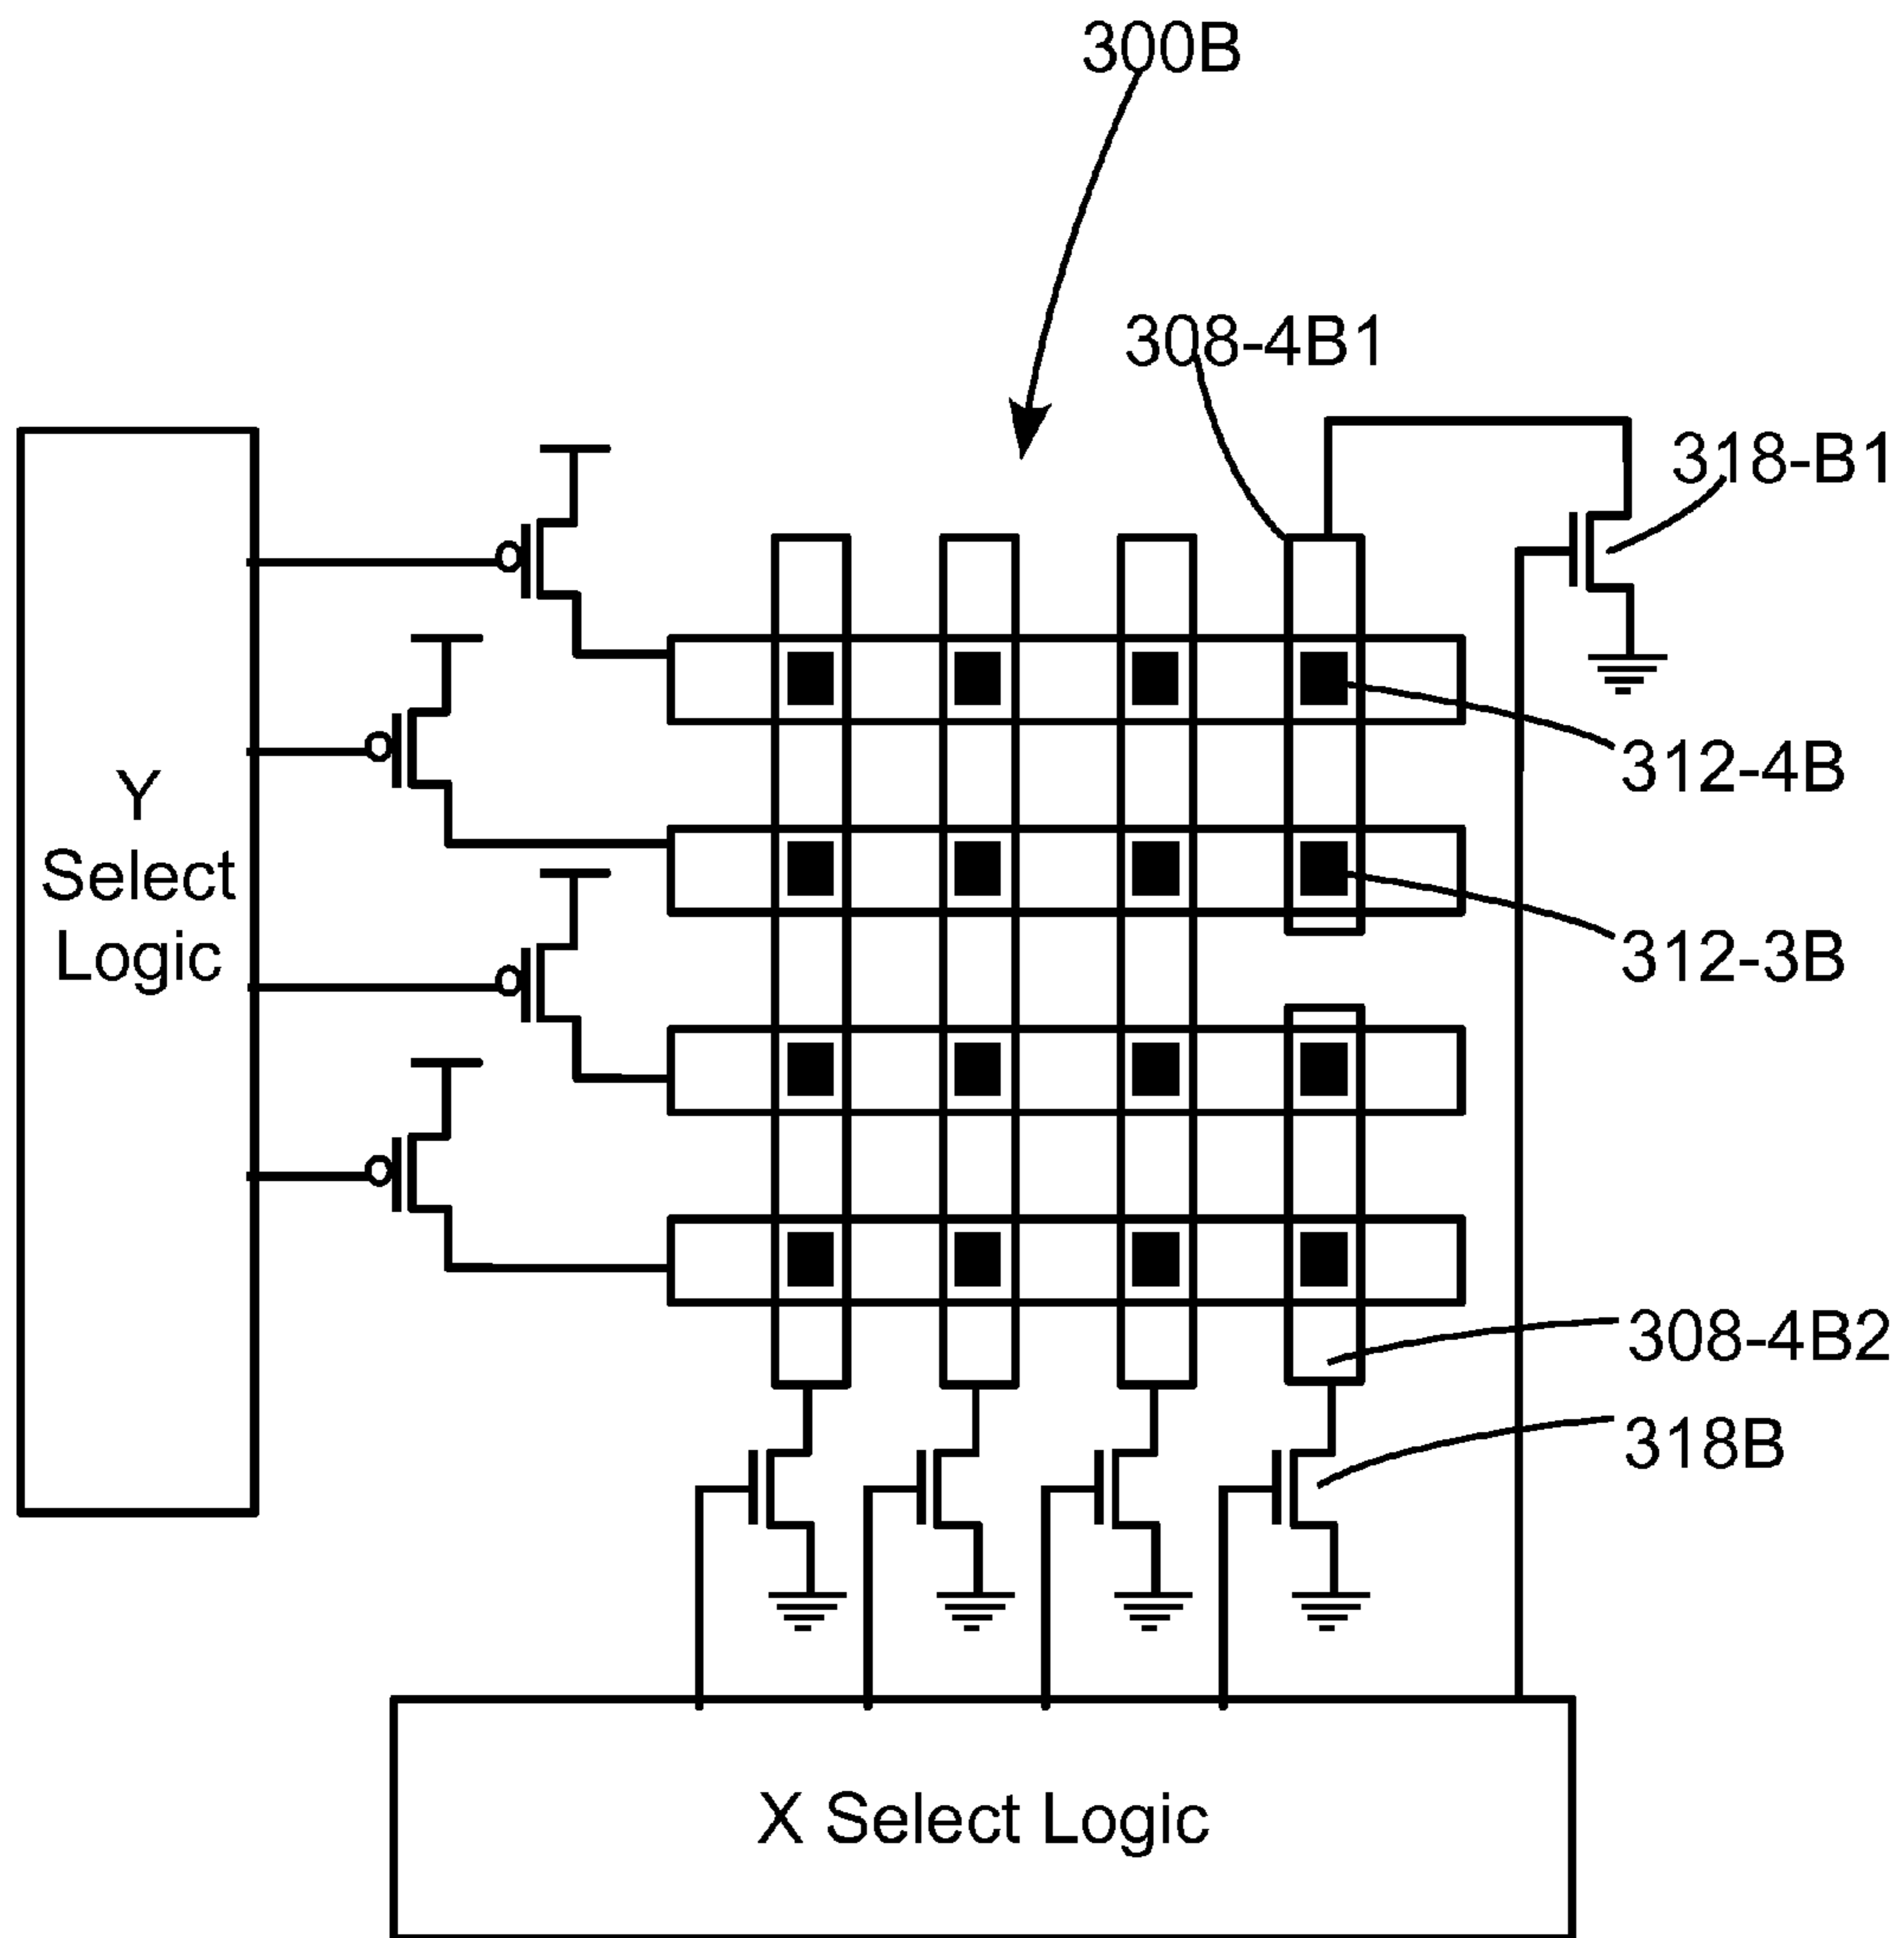 300B
308-4B1
318-B1
312-4B
Y
Select
Logic
312-3B
308-4B2
318B
X Select Logic